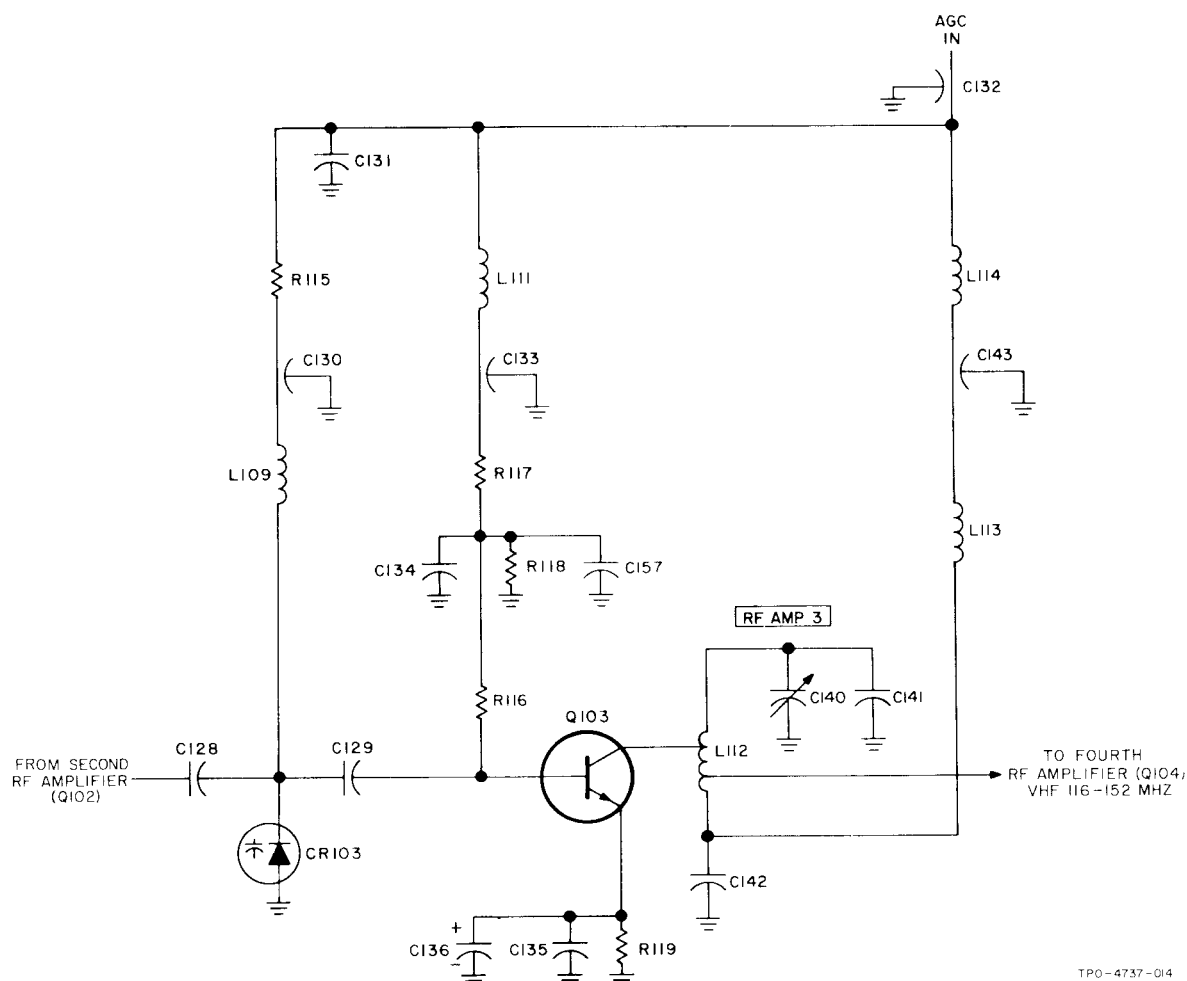 AGC
IN
C132
C131
R115
L111
L114
C130
C133
C143
L109
R117
L113
C134
R118
C157
RF AMP 3
R116
C140
C141
Q103
L112
C128
C129
FROM SECOND
RF AMPLIFIER
(Q102)
TO FOURTH
RF AMPLIFIER (Q104,
VHF 116-152 MHZ
CR103
C142
+
C136
-
C135
R119
TPO-4737-014